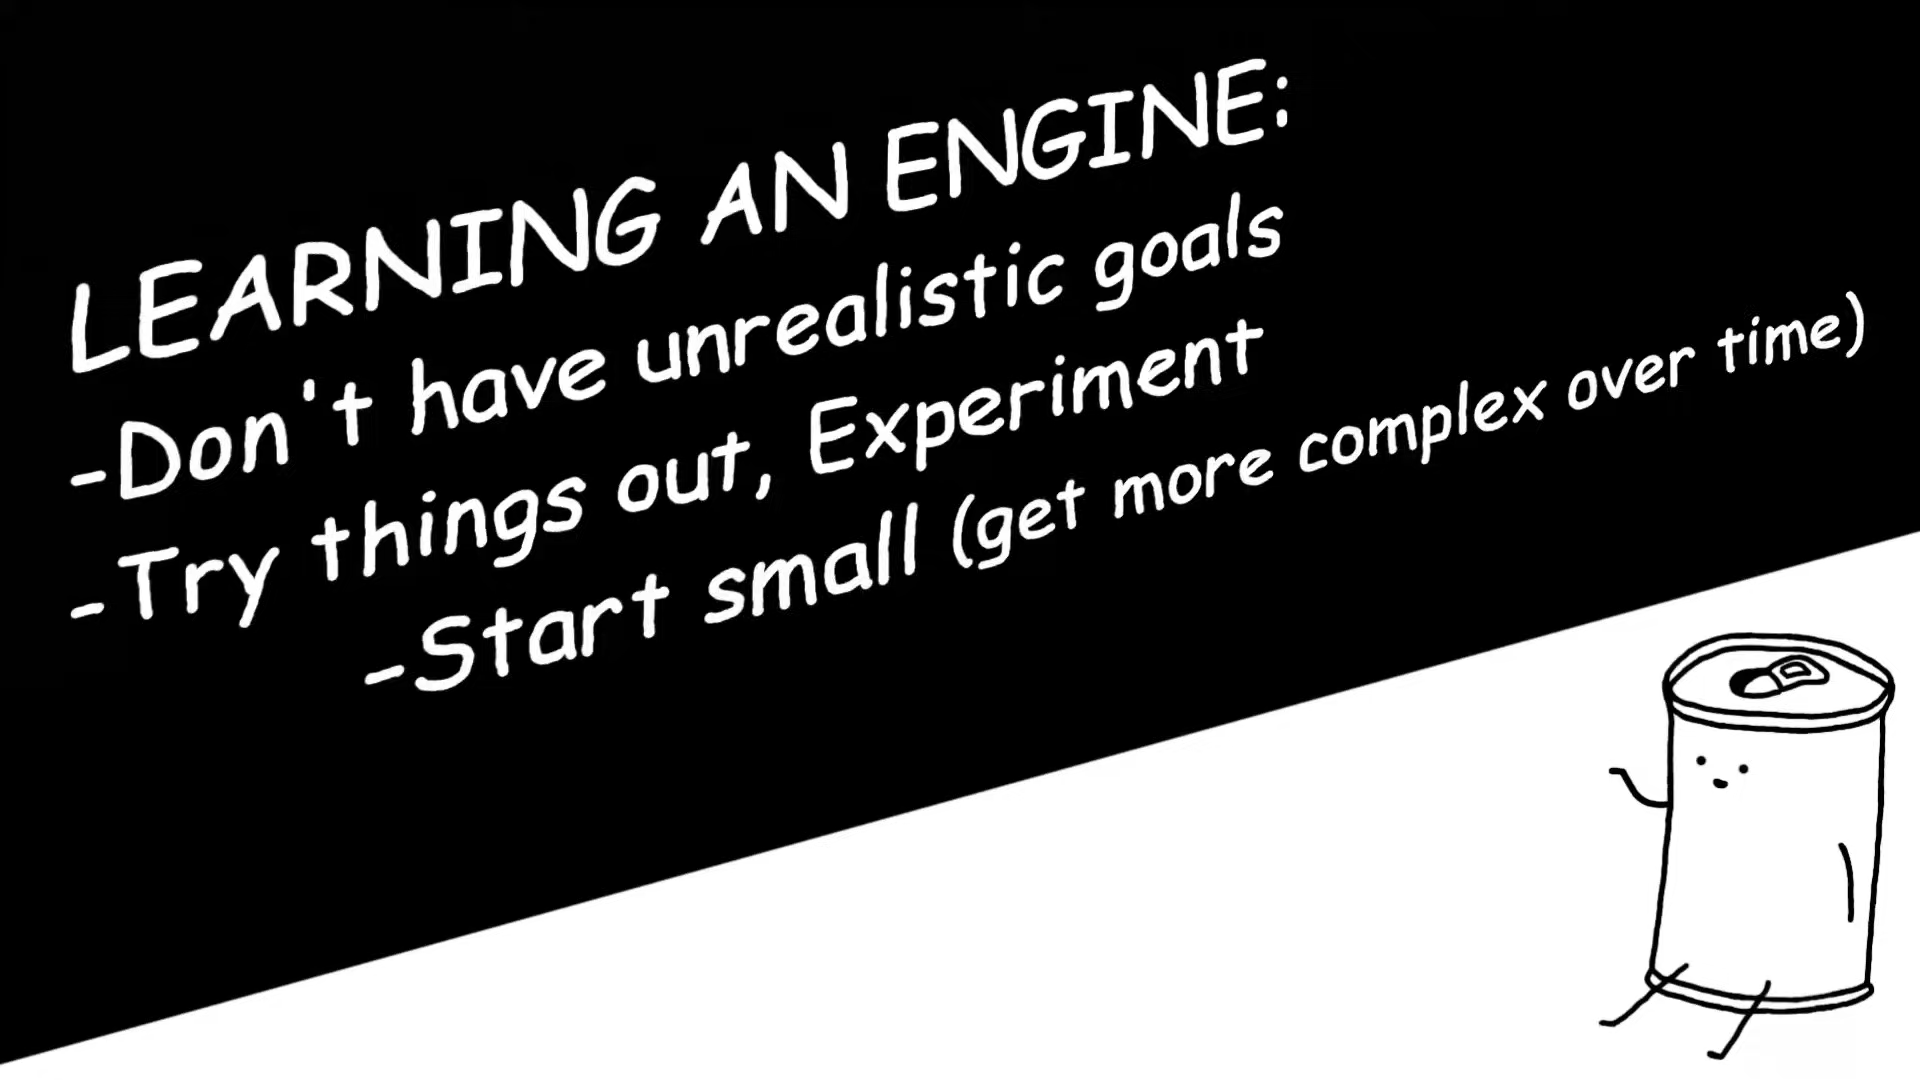 LEARNING AN ENGINE:
-Don't have unrealistic goals
-Try things out, Experiment
-Start small (get more complex over time)